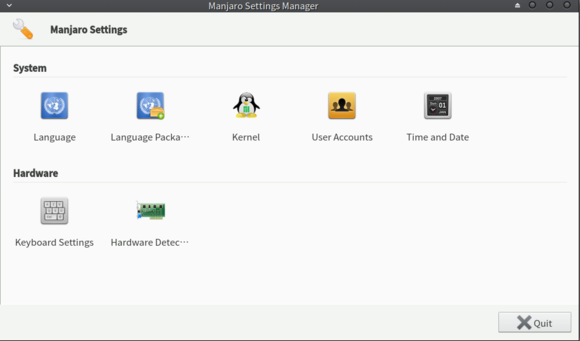 Manjaro Settings Manager
Manjaro Settings
System
Language
Language Packa···
Kernel
User Accounts
Time and Date
Hardware
Keyboard Settings
Hardware Detec···
Quit